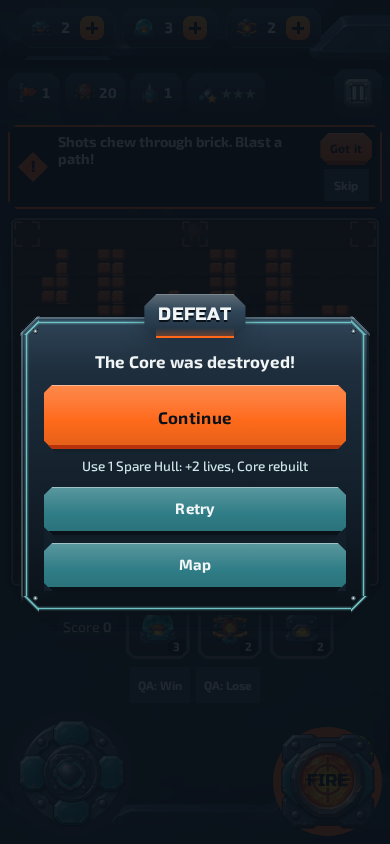 2 + 3 + 2 +
1 20 1 ★★★
Shots chew through brick. Blast a
path!
Got it
Skip
!
DEFEAT
The Core was destroyed!
Continue
Use 1 Spare Hull: +2 lives, Core rebuilt
Retry
Map
Score 0
3 2 2
QA: Win QA: Lose
FIRE